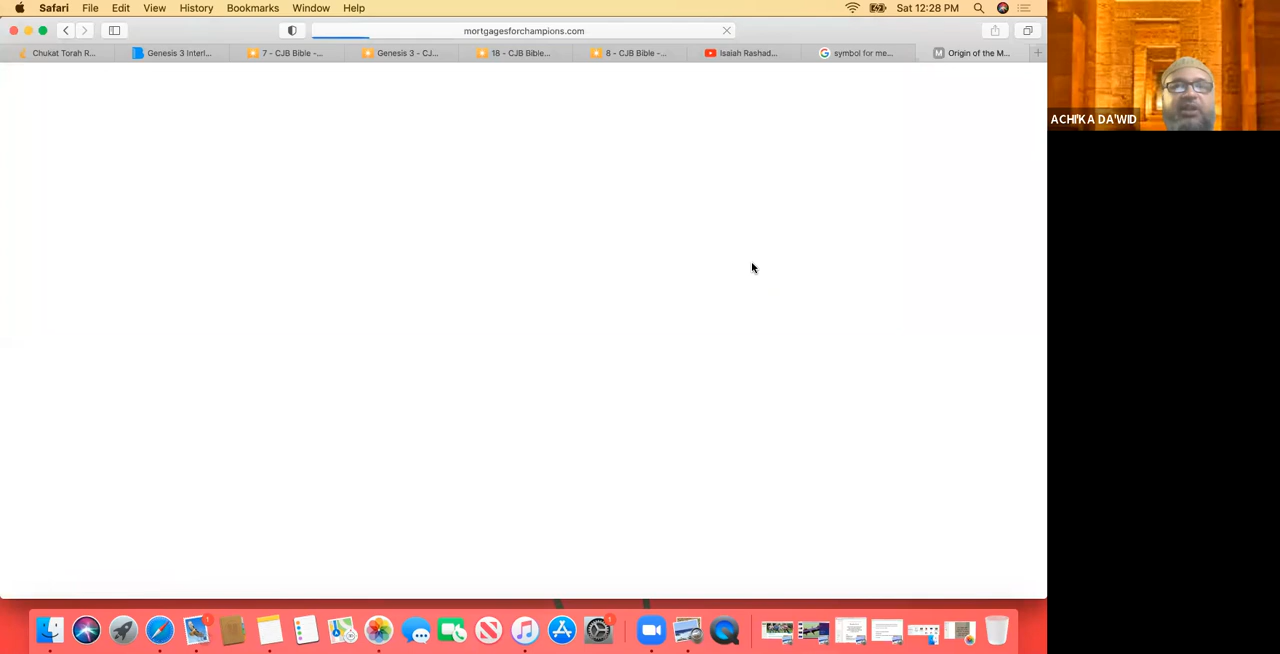 Safari File Edit View History Bookmarks Window Help Sat 12:28 PM
mortgagesforchampions.com
Chukat Torah R... Genesis 3 Interl... 7 - CJB Bible -... Genesis 3 - CJ... 18 - CJB Bible... 8 - CJB Bible -... Isaiah Rashad... symbol for me... Origin of the M...
ACHI'KA DA'WID